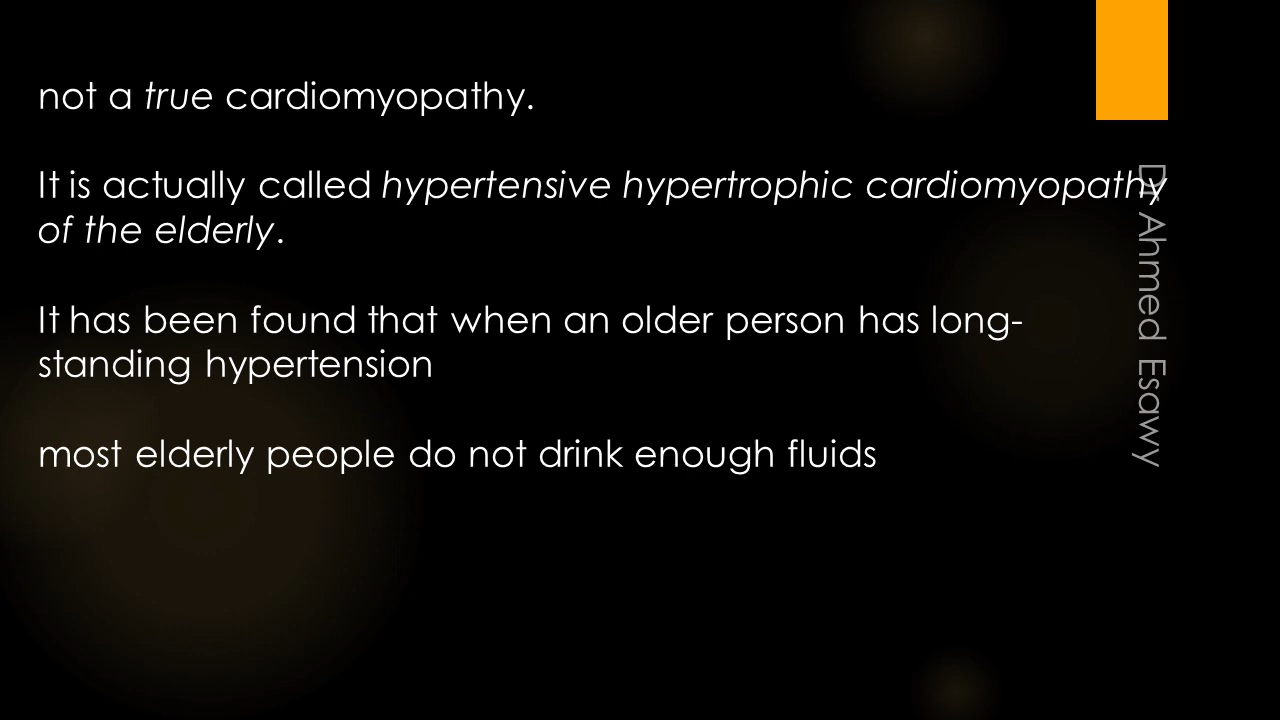 not a true cardiomyopathy.
It is actually called hypertensive hypertrophic cardiomyopathy
of the elderly.
It has been found that when an older person has long-
standing hypertension
most elderly people do not drink enough fluids
Dr Ahmed Esawy